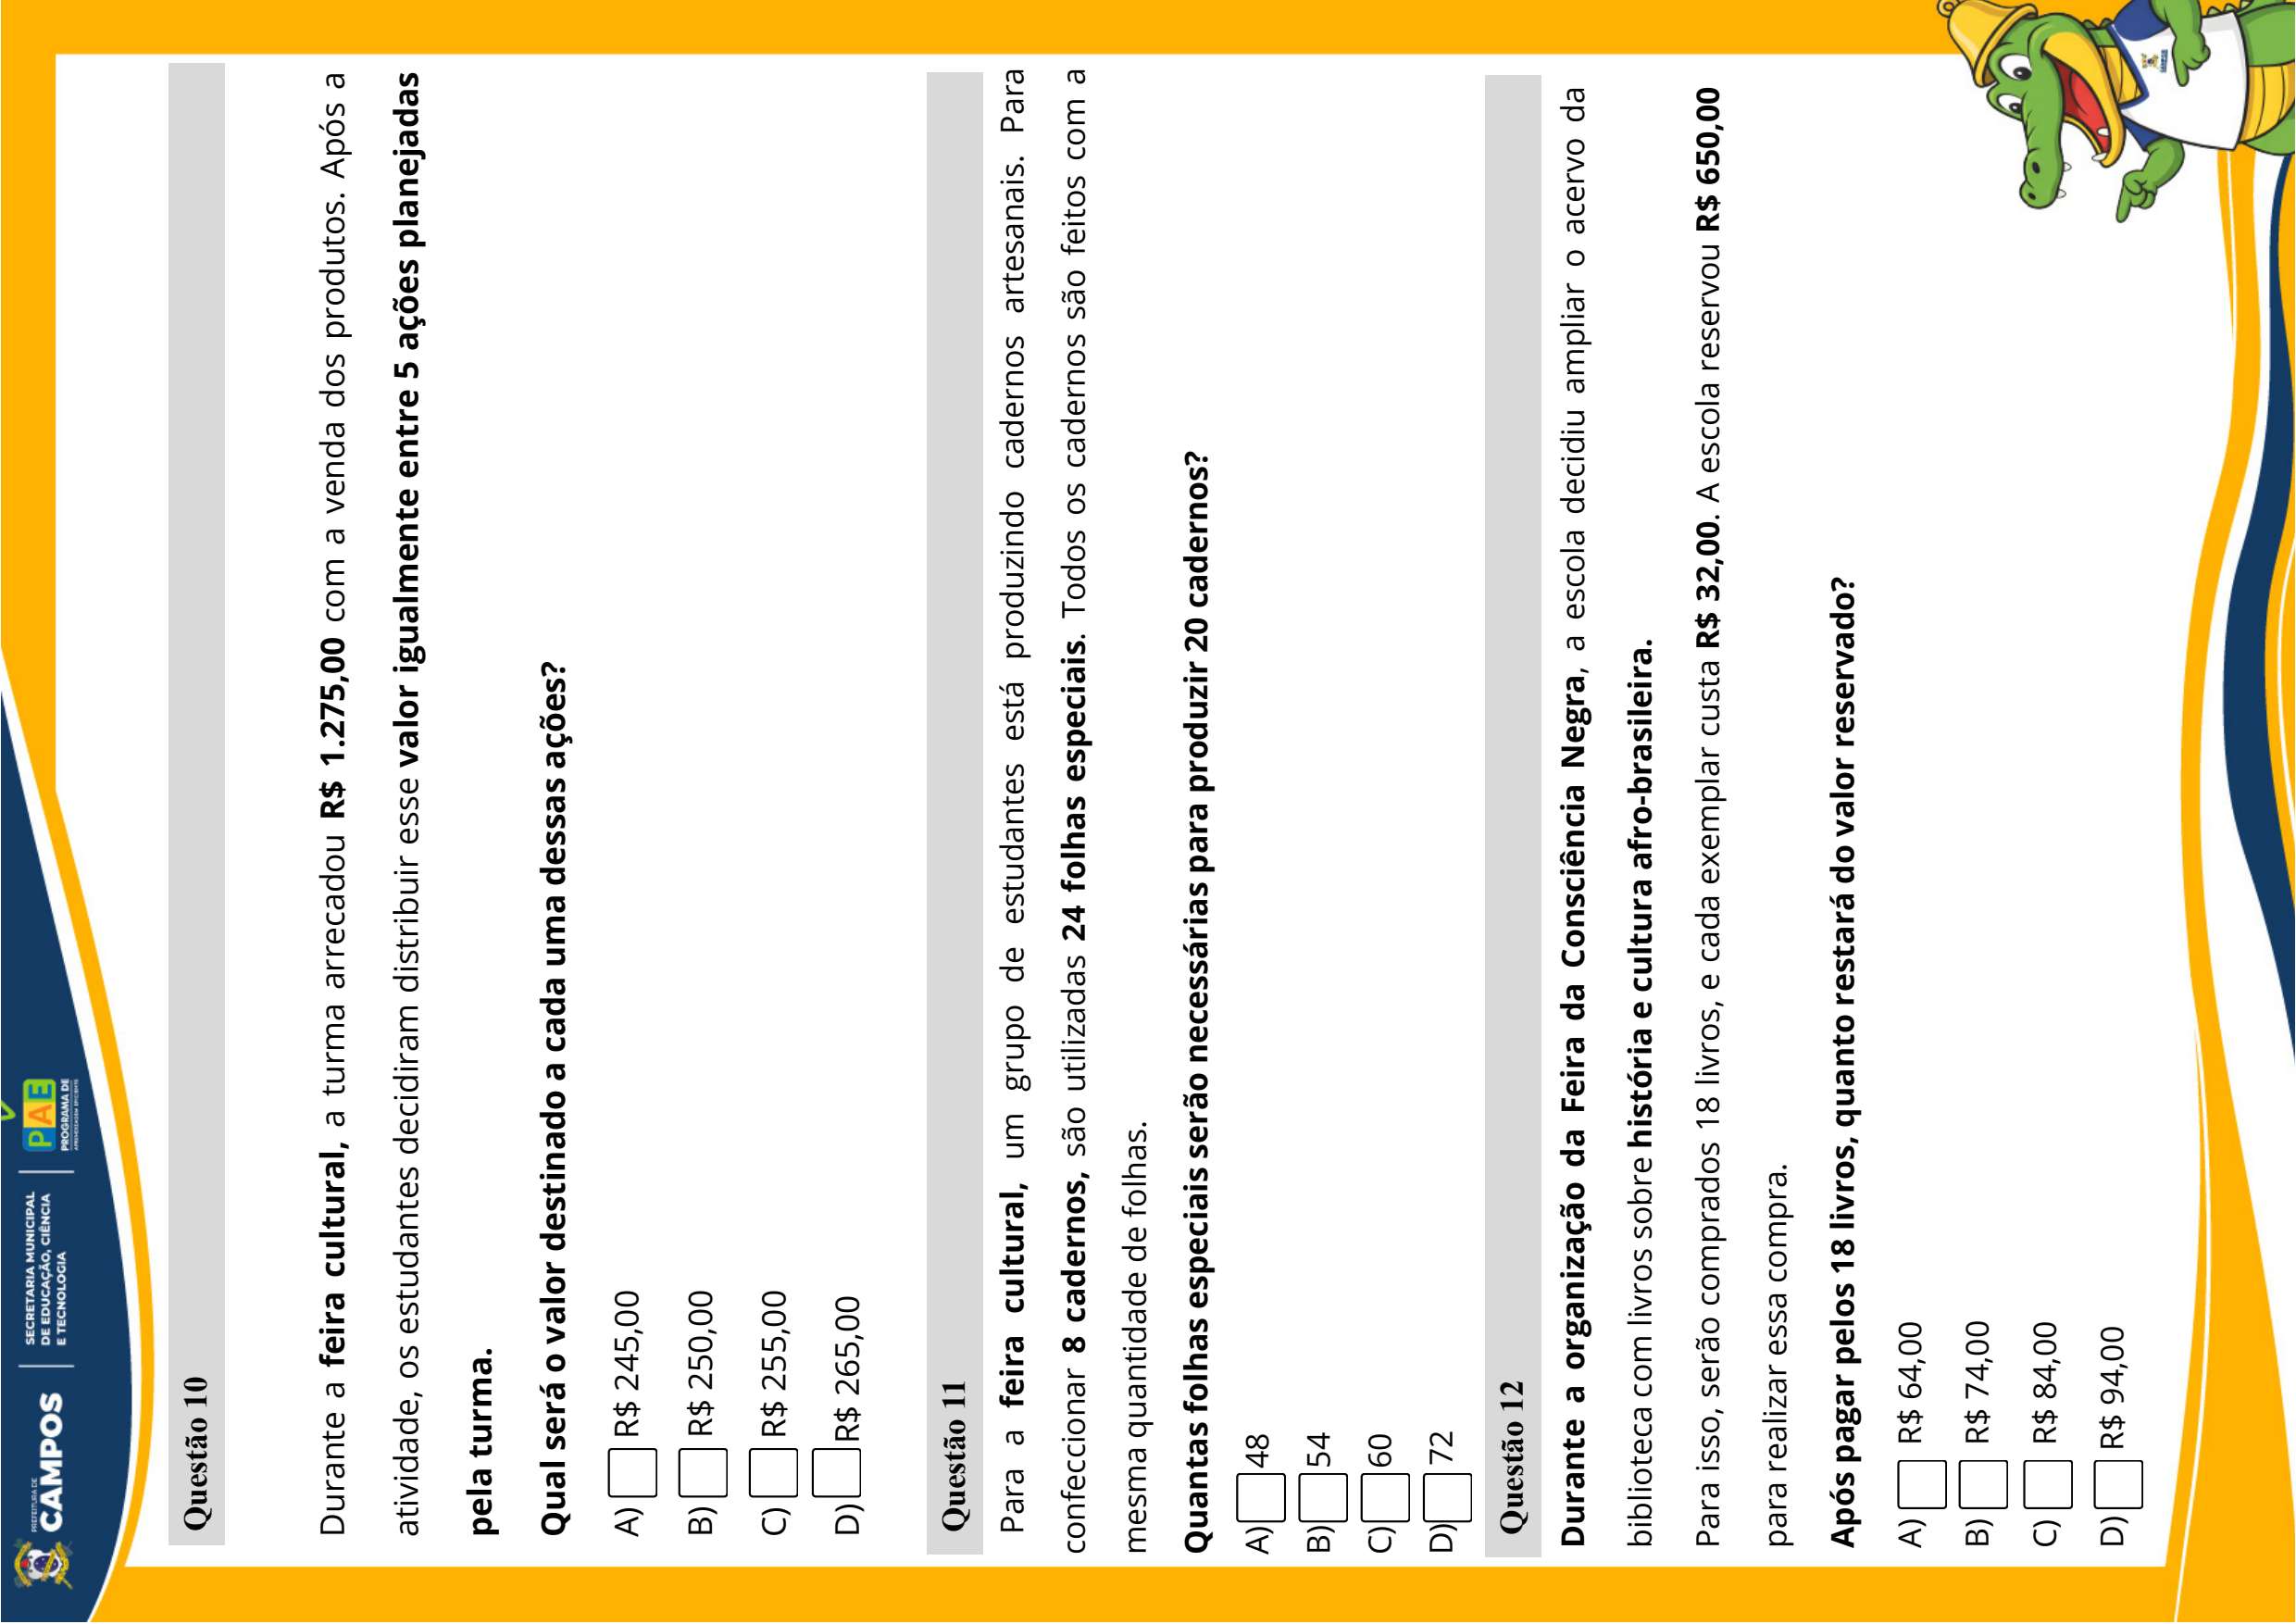 PREFEITURA DE
CAMPOS
SECRETARIA MUNICIPAL
DE EDUCAÇÃO, CIÊNCIA
E TECNOLOGIA
PAE
PROGRAMA DE
Questão 10
Durante a feira cultural, a turma arrecadou R$ 1.275,00 com a venda dos produtos. Após a
atividade, os estudantes decidiram distribuir esse valor igualmente entre 5 ações planejadas
pela turma.
Qual será o valor destinado a cada uma dessas ações?
A) R$ 245,00
B) R$ 250,00
C) R$ 255,00
D) R$ 265,00
Questão 11
Para a feira cultural, um grupo de estudantes está produzindo cadernos artesanais. Para
confeccionar 8 cadernos, são utilizadas 24 folhas especiais. Todos os cadernos são feitos com a
mesma quantidade de folhas.
Quantas folhas especiais serão necessárias para produzir 20 cadernos?
A) 48
B) 54
C) 60
D) 72
Questão 12
Durante a organização da Feira da Consciência Negra, a escola decidiu ampliar o acervo da
biblioteca com livros sobre história e cultura afro-brasileira.
Para isso, serão comprados 18 livros, e cada exemplar custa R$ 32,00. A escola reservou R$ 650,00
para realizar essa compra.
Após pagar pelos 18 livros, quanto restará do valor reservado?
A) R$ 64,00
B) R$ 74,00
C) R$ 84,00
D) R$ 94,00